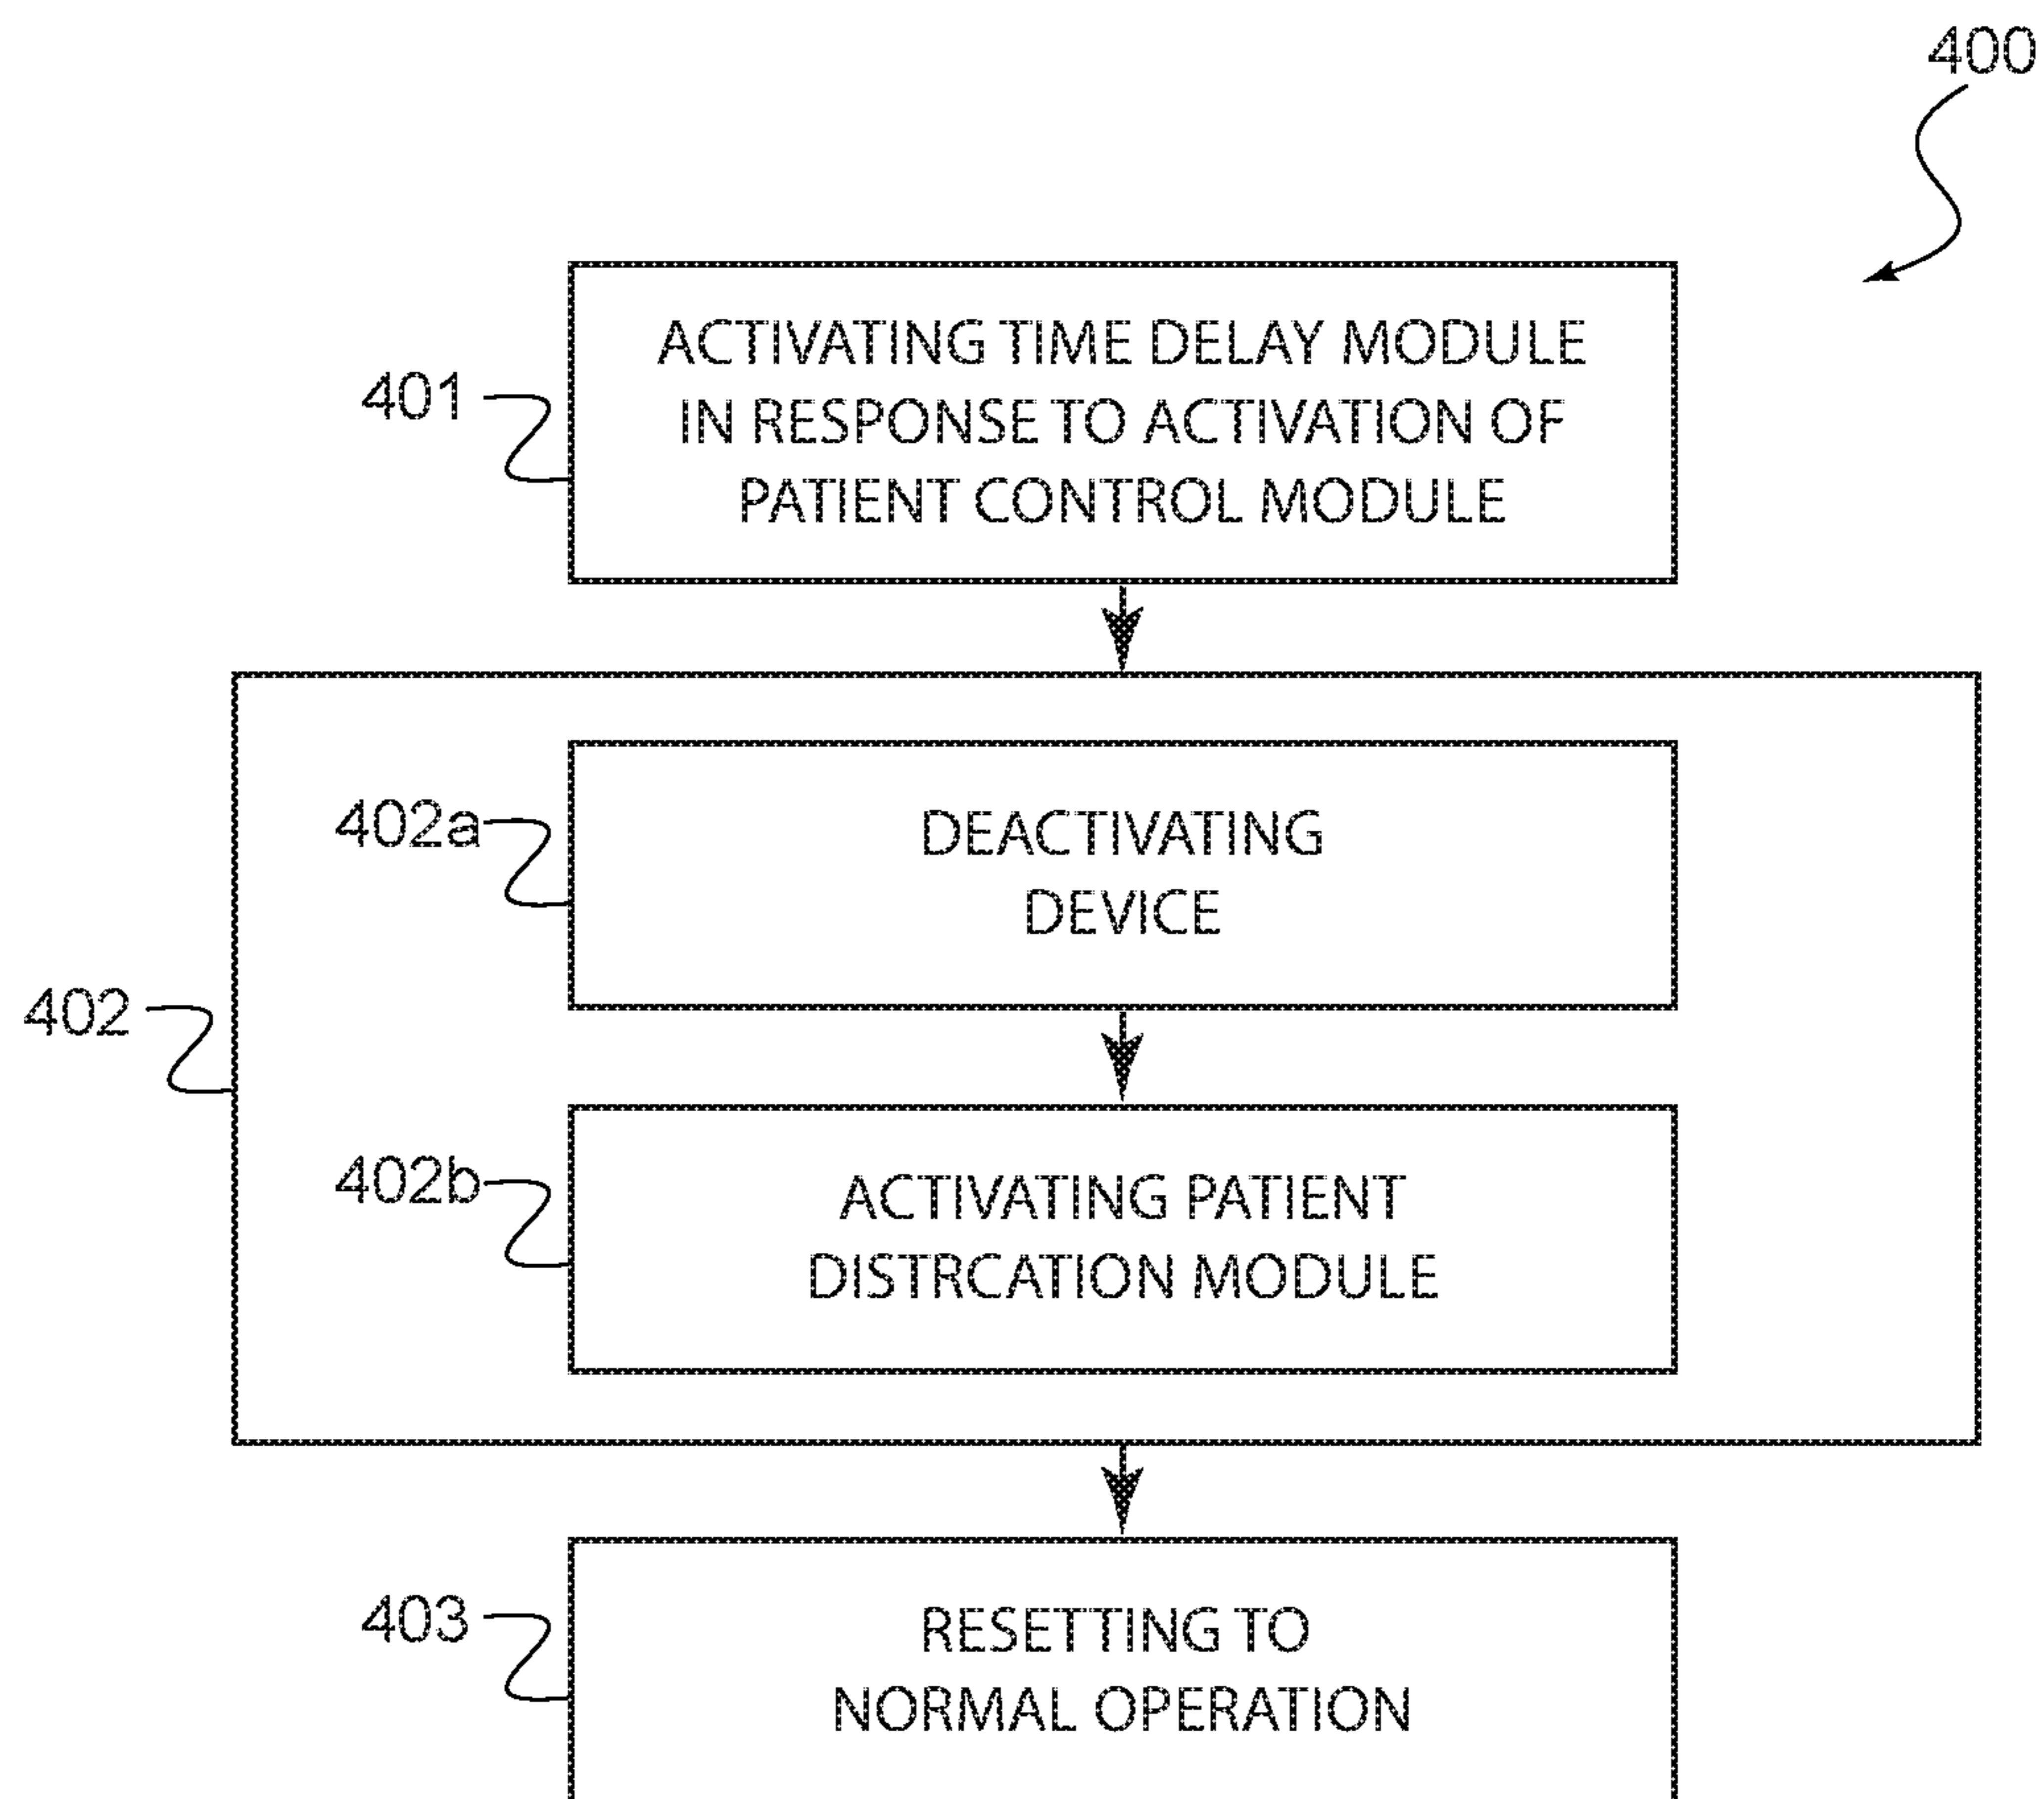 400
401
ACTIVATING TIME DELAY MODULE
IN RESPONSE TO ACTIVATION OF
PATIENT CONTROL MODULE
402
402a
DEACTIVATING
DEVICE
402b
ACTIVATING PATIENT
DISTRCATION MODULE
403
RESETTING TO
NORMAL OPERATION